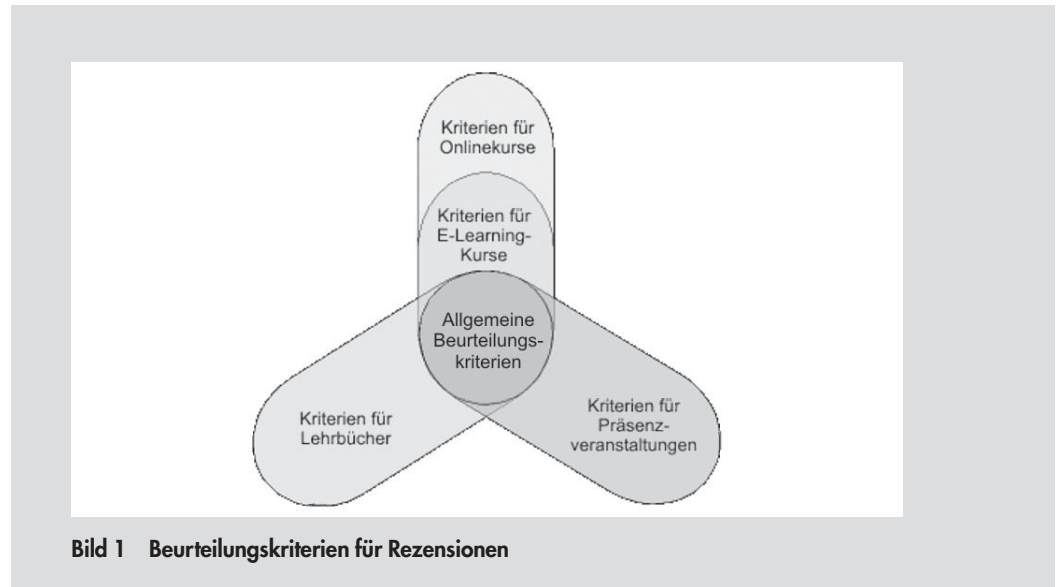 Kriterien für
Onlinekurse
Kriterien für
E-Learning-
Kurse
Allgemeine
Beurteilungs-
kriterien
Kriterien für
Lehrbücher
Kriterien für
Präsenz-
veranstaltungen
Bild 1 Beurteilungskriterien für Rezensionen